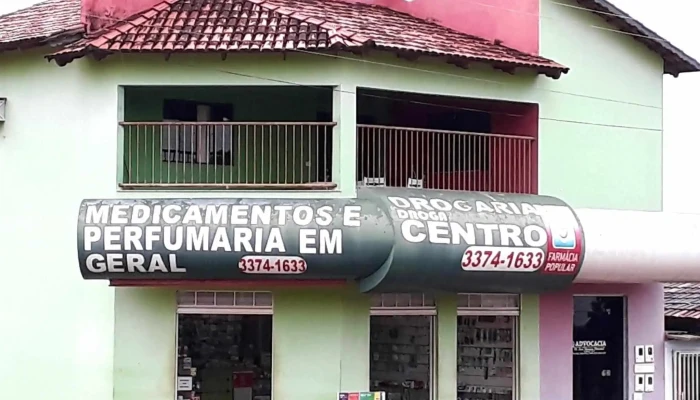 MEDICAMENTOS E
PERFUMARIA EM
GERAL
3374-1633
DROGARIA
DROGA
CENTRO
3374-1633
FARMÁCIA
POPULAR
ADVOCACIA